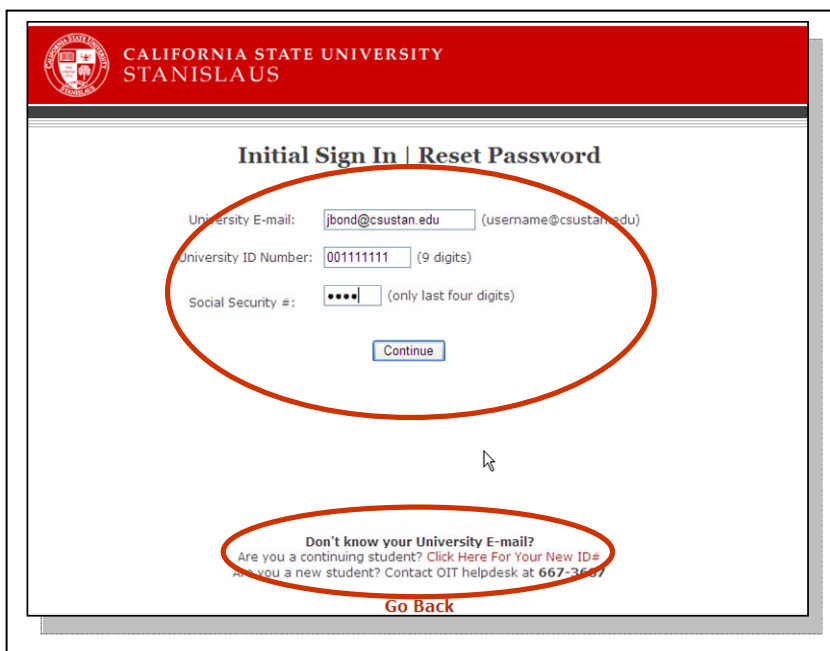 CALIFORNIA STATE UNIVERSITY
STANISLAUS
Initial Sign In | Reset Password
University E-mail: jbond@csustan.edu (username@csustan.edu)
University ID Number: 001111111 (9 digits)
Social Security #: •••• (only last four digits)
Continue
Don't know your University E-mail?
Are you a continuing student? Click Here For Your New ID#
Are you a new student? Contact OIT helpdesk at 667-3687
Go Back